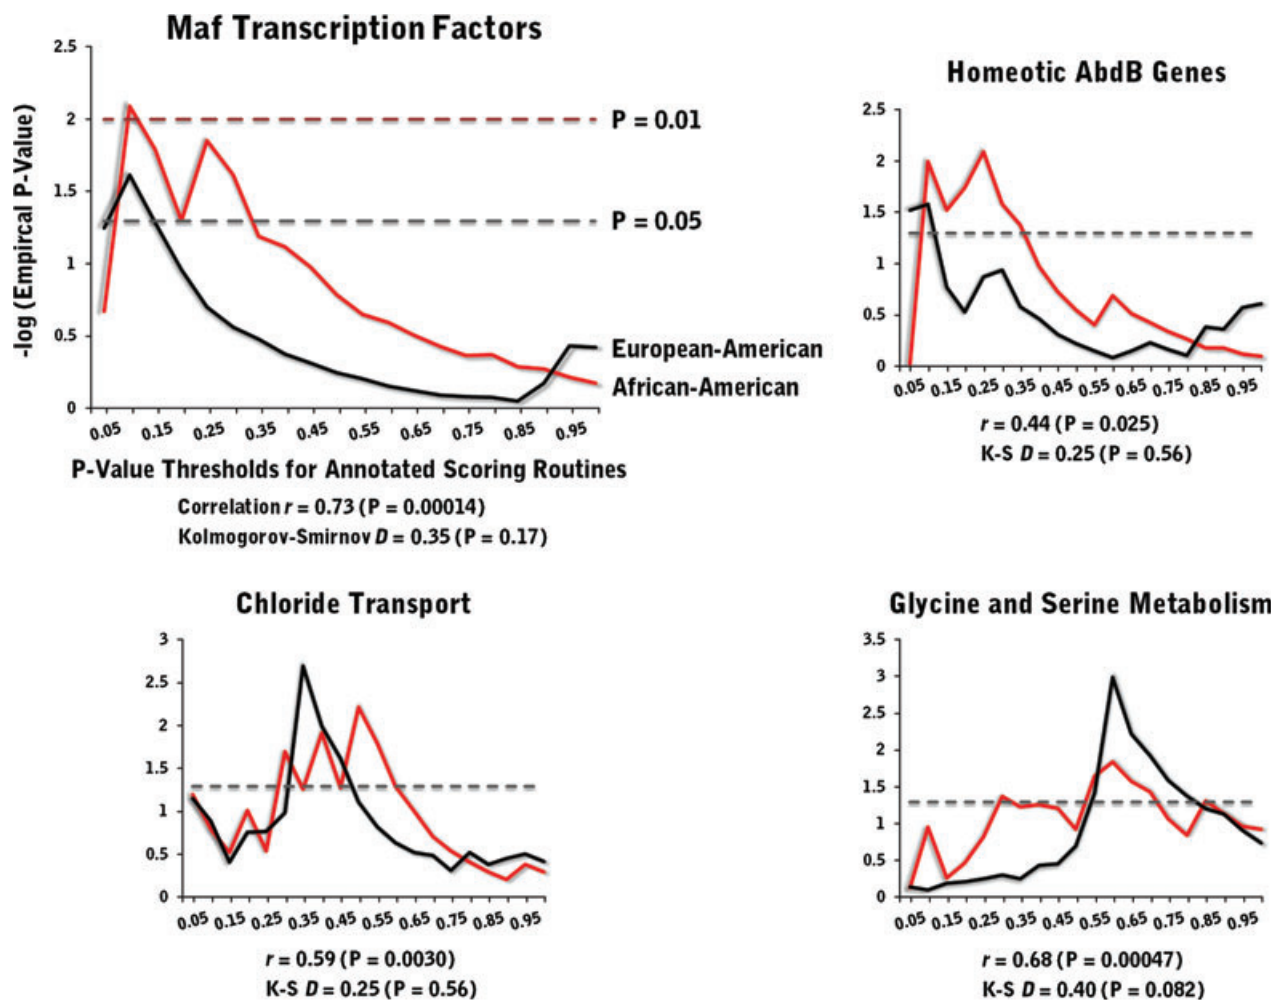 Maf Transcription Factors
-log (Empircal P-Value)
2.5
2
1.5
1
0.5
0
P = 0.01
P = 0.05
European-American
African-American
0.05 0.15 0.25 0.35 0.45 0.55 0.65 0.75 0.85 0.95
P-Value Thresholds for Annotated Scoring Routines
Correlation r = 0.73 (P = 0.00014)
Kolmogorov-Smirnov D = 0.35 (P = 0.17)
Homeotic AbdB Genes
2.5
2
1.5
1
0.5
0
0.05 0.15 0.25 0.35 0.45 0.55 0.65 0.75 0.85 0.95
r = 0.44 (P = 0.025)
K-S D = 0.25 (P = 0.56)
Chloride Transport
3
2.5
2
1.5
1
0.5
0
0.05 0.15 0.25 0.35 0.45 0.55 0.65 0.75 0.85 0.95
r = 0.59 (P = 0.0030)
K-S D = 0.25 (P = 0.56)
Glycine and Serine Metabolism
3.5
3
2.5
2
1.5
1
0.5
0
0.05 0.15 0.25 0.35 0.45 0.55 0.65 0.75 0.85 0.95
r = 0.68 (P = 0.00047)
K-S D = 0.40 (P = 0.082)